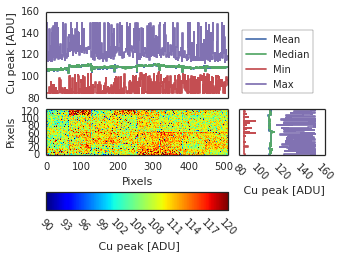 160
140
120
100
80
Cu peak [ADU]
Mean
Median
Min
Max
120
100
80
60
40
20
0
Pixels
0 100 200 300 400 500
Pixels
80 100 120 140 160
Cu peak [ADU]
90 93 96 99 102 105 108 111 114 117 120
Cu peak [ADU]